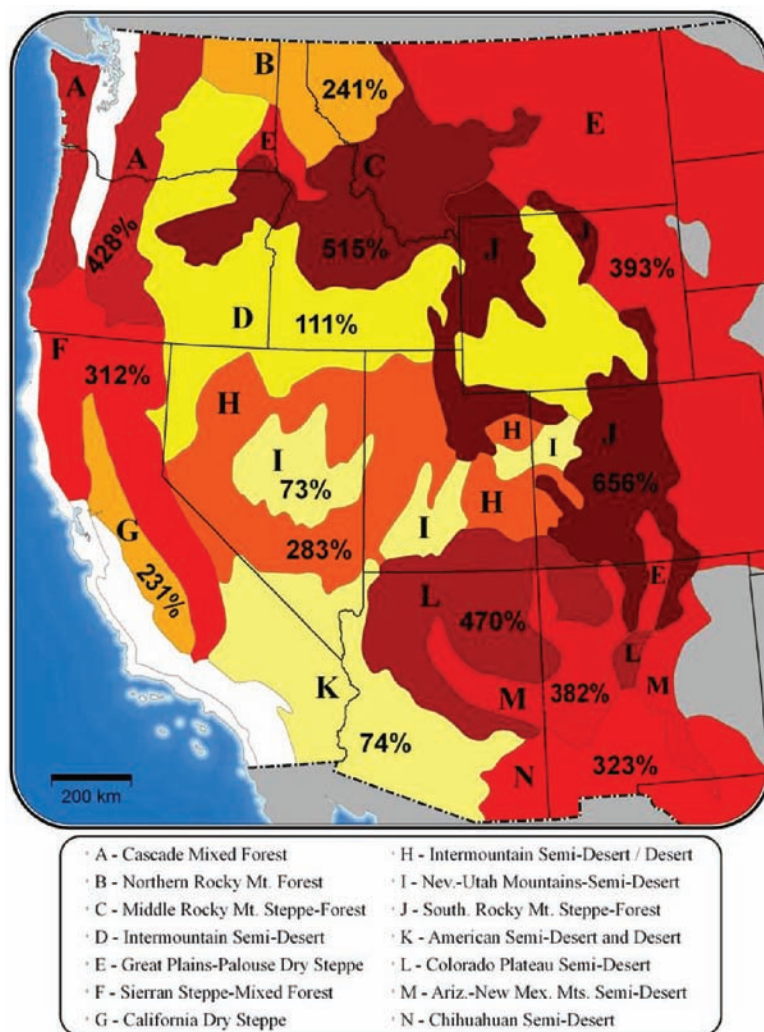 B
241%
A
E
E
A
C
428%
515%
J
J
393%
D
111%
F
312%
H
H
J
I
I
73%
656%
G
I
H
231%
283%
E
L
470%
L
K
M
382%
M
74%
N
323%
200 km
A - Cascade Mixed Forest
B - Northern Rocky Mt. Forest
C - Middle Rocky Mt. Steppe-Forest
D - Intermountain Semi-Desert
E - Great Plains-Palouse Dry Steppe
F - Sierran Steppe-Mixed Forest
G - California Dry Steppe
H - Intermountain Semi-Desert / Desert
I - Nev.-Utah Mountains-Semi-Desert
J - South. Rocky Mt. Steppe-Forest
K - American Semi-Desert and Desert
L - Colorado Plateau Semi-Desert
M - Ariz.-New Mex. Mts. Semi-Desert
N - Chihuahuan Semi-Desert